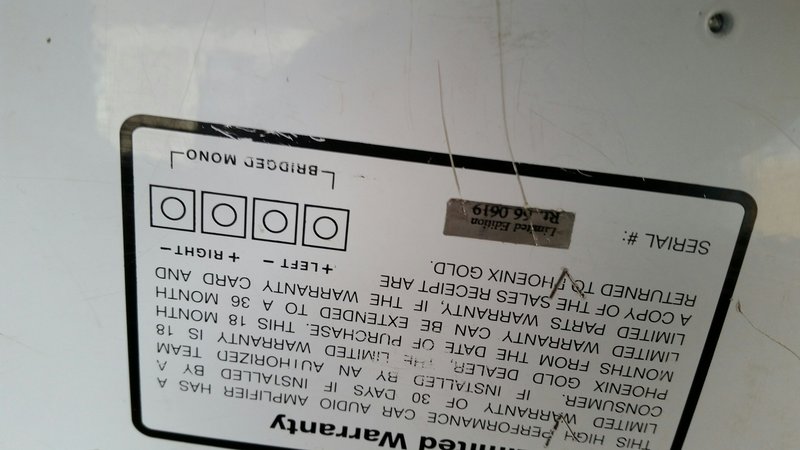 Limited Warranty
THIS HIGH PERFORMANCE CAR AUDIO AMPLIFIER HAS A
LIMITED WARRANTY OF 30 DAYS IF INSTALLED BY A
CONSUMER. IF INSTALLED BY AN AUTHORIZED TEAM
PHOENIX GOLD DEALER, THE LIMITED WARRANTY IS 18
MONTHS FROM THE DATE OF PURCHASE. THIS 18 MONTH
LIMITED WARRANTY CAN BE EXTENDED TO A 36 MONTH
LIMITED PARTS WARRANTY, IF THE WARRANTY CARD AND
A COPY OF THE SALES RECEIPT ARE
RETURNED TO PHOENIX GOLD.
SERIAL #:
Limited Edition
Rt. 66 0619
+ LEFT - + RIGHT -
BRIDGED MONO